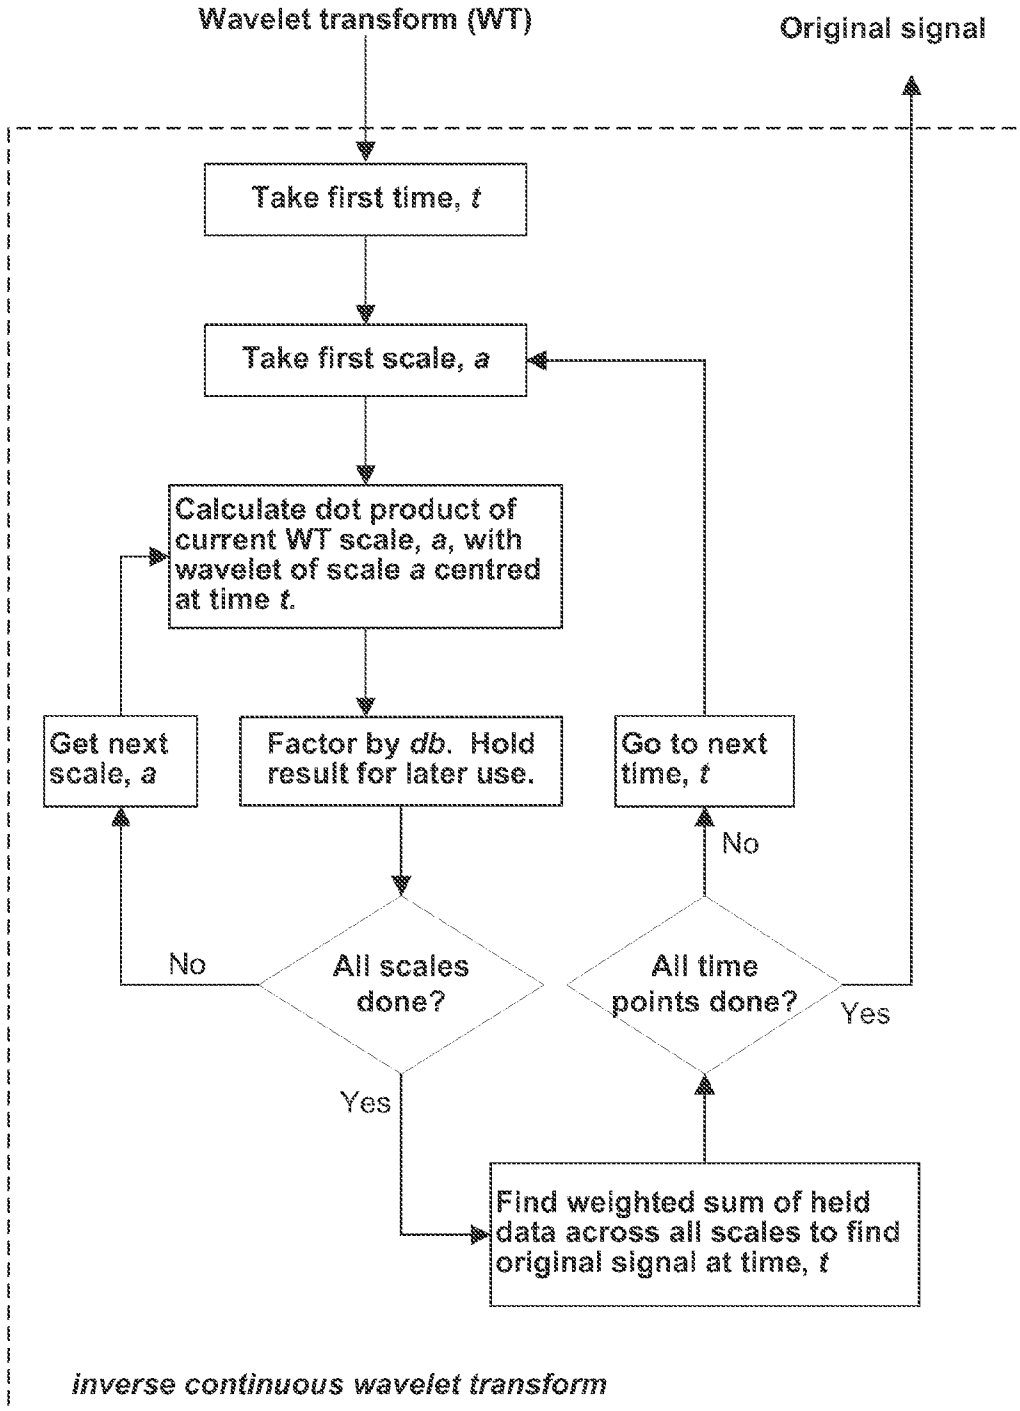 Wavelet transform (WT)
Original signal
Take first time, t
Take first scale, a
Calculate dot product of
current WT scale, a, with
wavelet of scale a centred
at time t.
Get next
scale, a
Factor by db. Hold
result for later use.
Go to next
time, t
No
No
All scales
done?
All time
points done?
Yes
Yes
Find weighted sum of held
data across all scales to find
original signal at time, t
inverse continuous wavelet transform